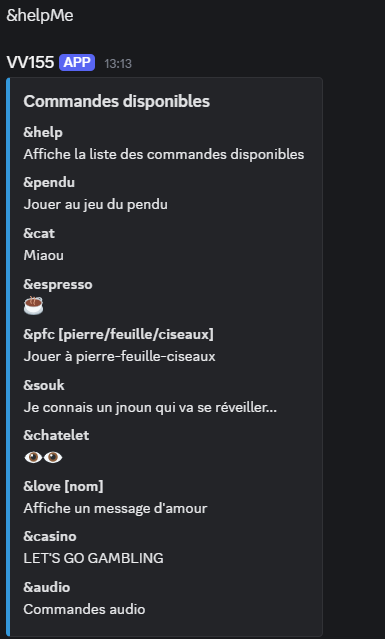 &helpMe
VV155 APP 13:13
Commandes disponibles
&help
Affiche la liste des commandes disponibles
&pendu
Jouer au jeu du pendu
&cat
Miaou
&espresso
☕
&pfc [pierre/feuille/ciseaux]
Jouer à pierre-feuille-ciseaux
&souk
Je connais un jnoun qui va se réveiller...
&chatelet
👁️👁️
&love [nom]
Affiche un message d'amour
&casino
LET'S GO GAMBLING
&audio
Commandes audio